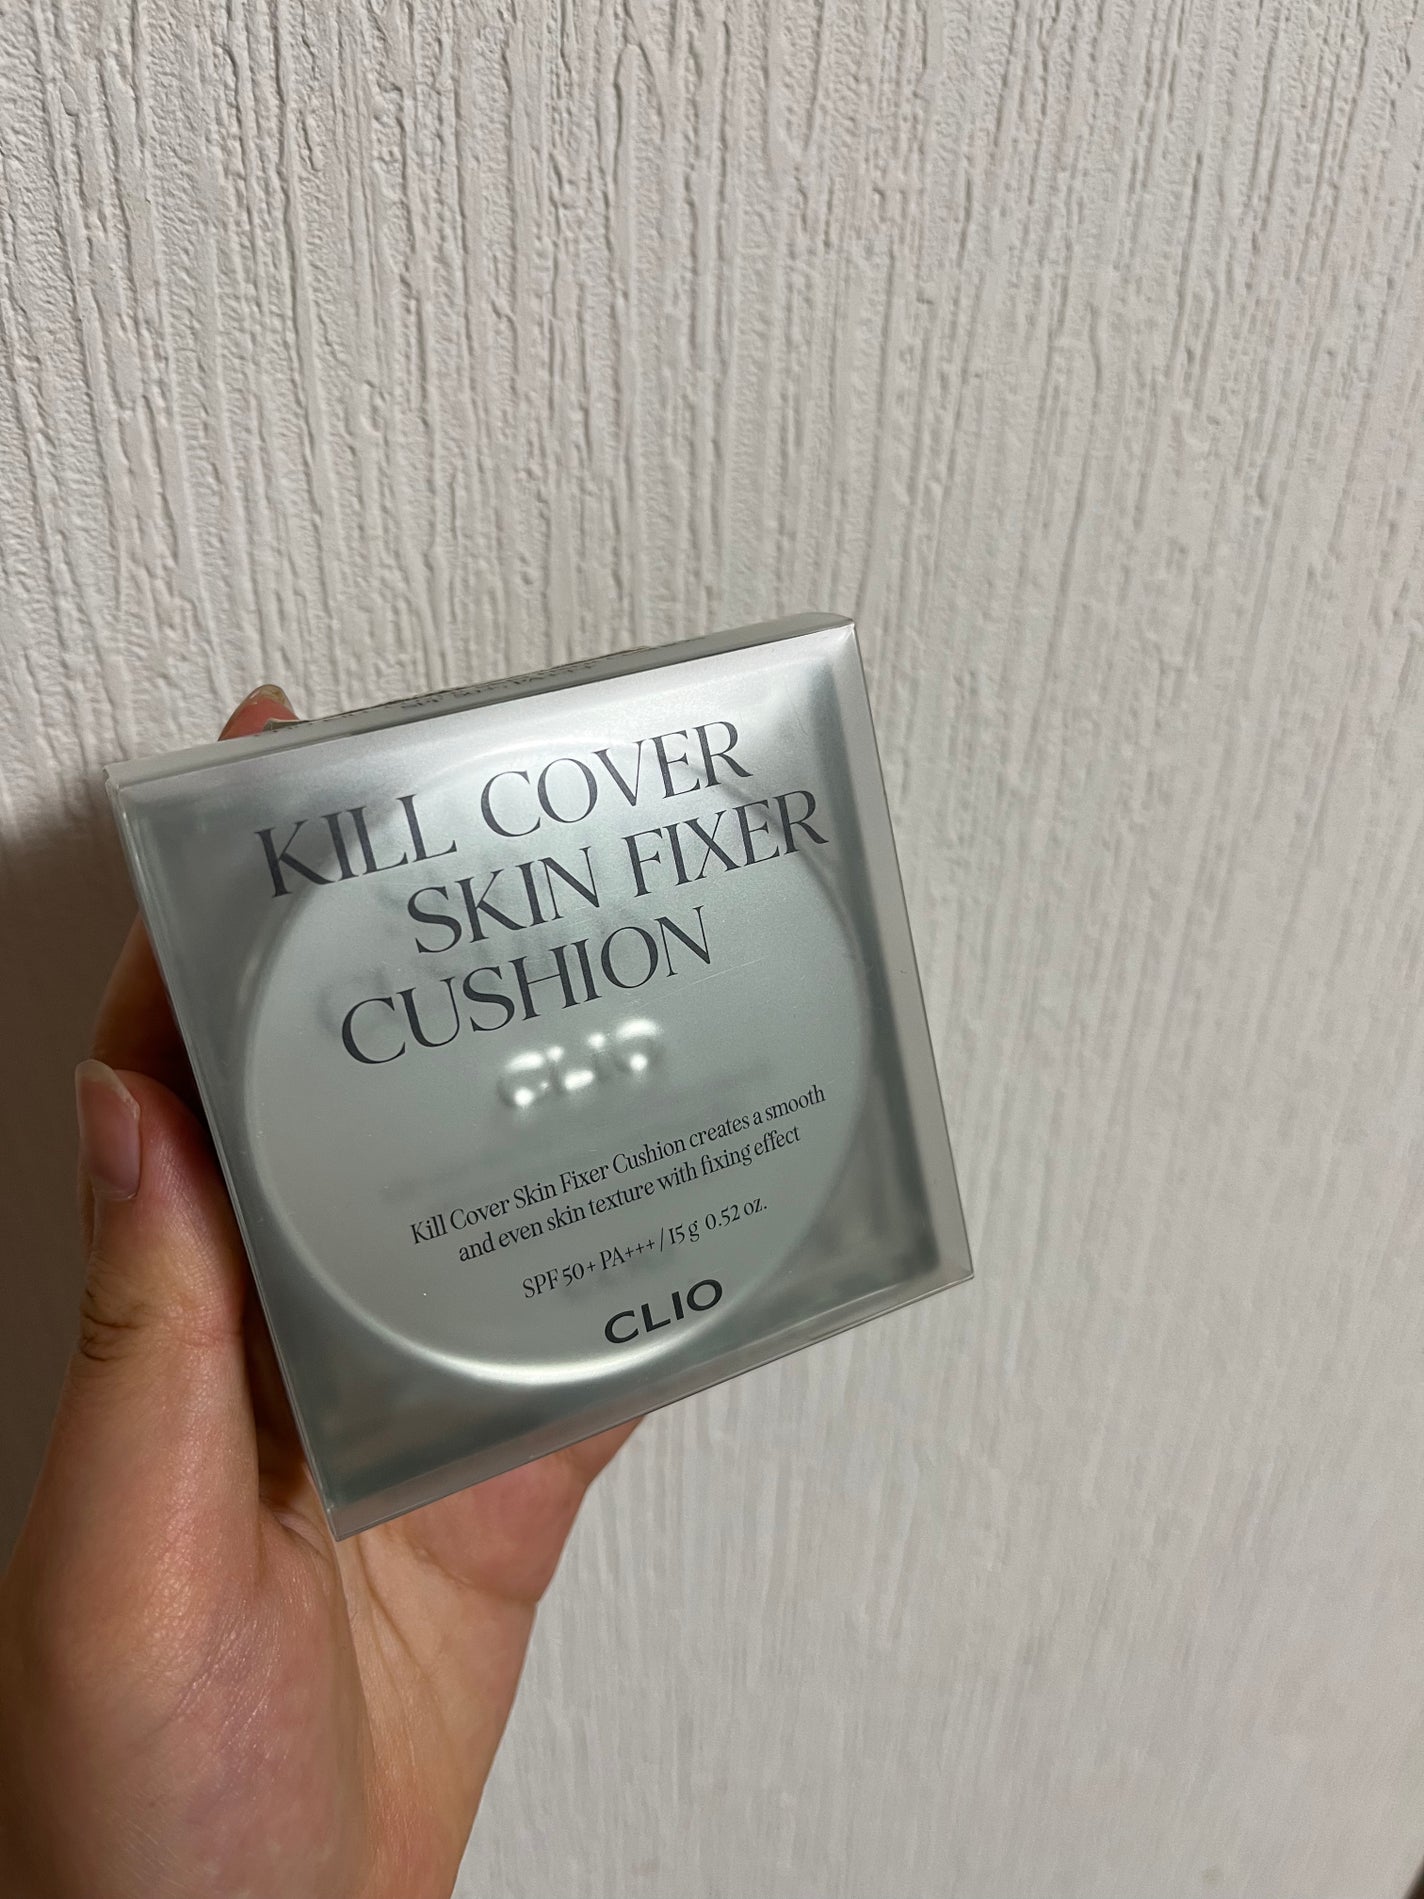 KILL COVER
SKIN FIXER
CUSHION
CLIO
Kill Cover Skin Fixer Cushion creates a smooth
and even skin texture with fixing effect
SPF 50+ PA+++ / 15 g 0.52 oz.
CLIO